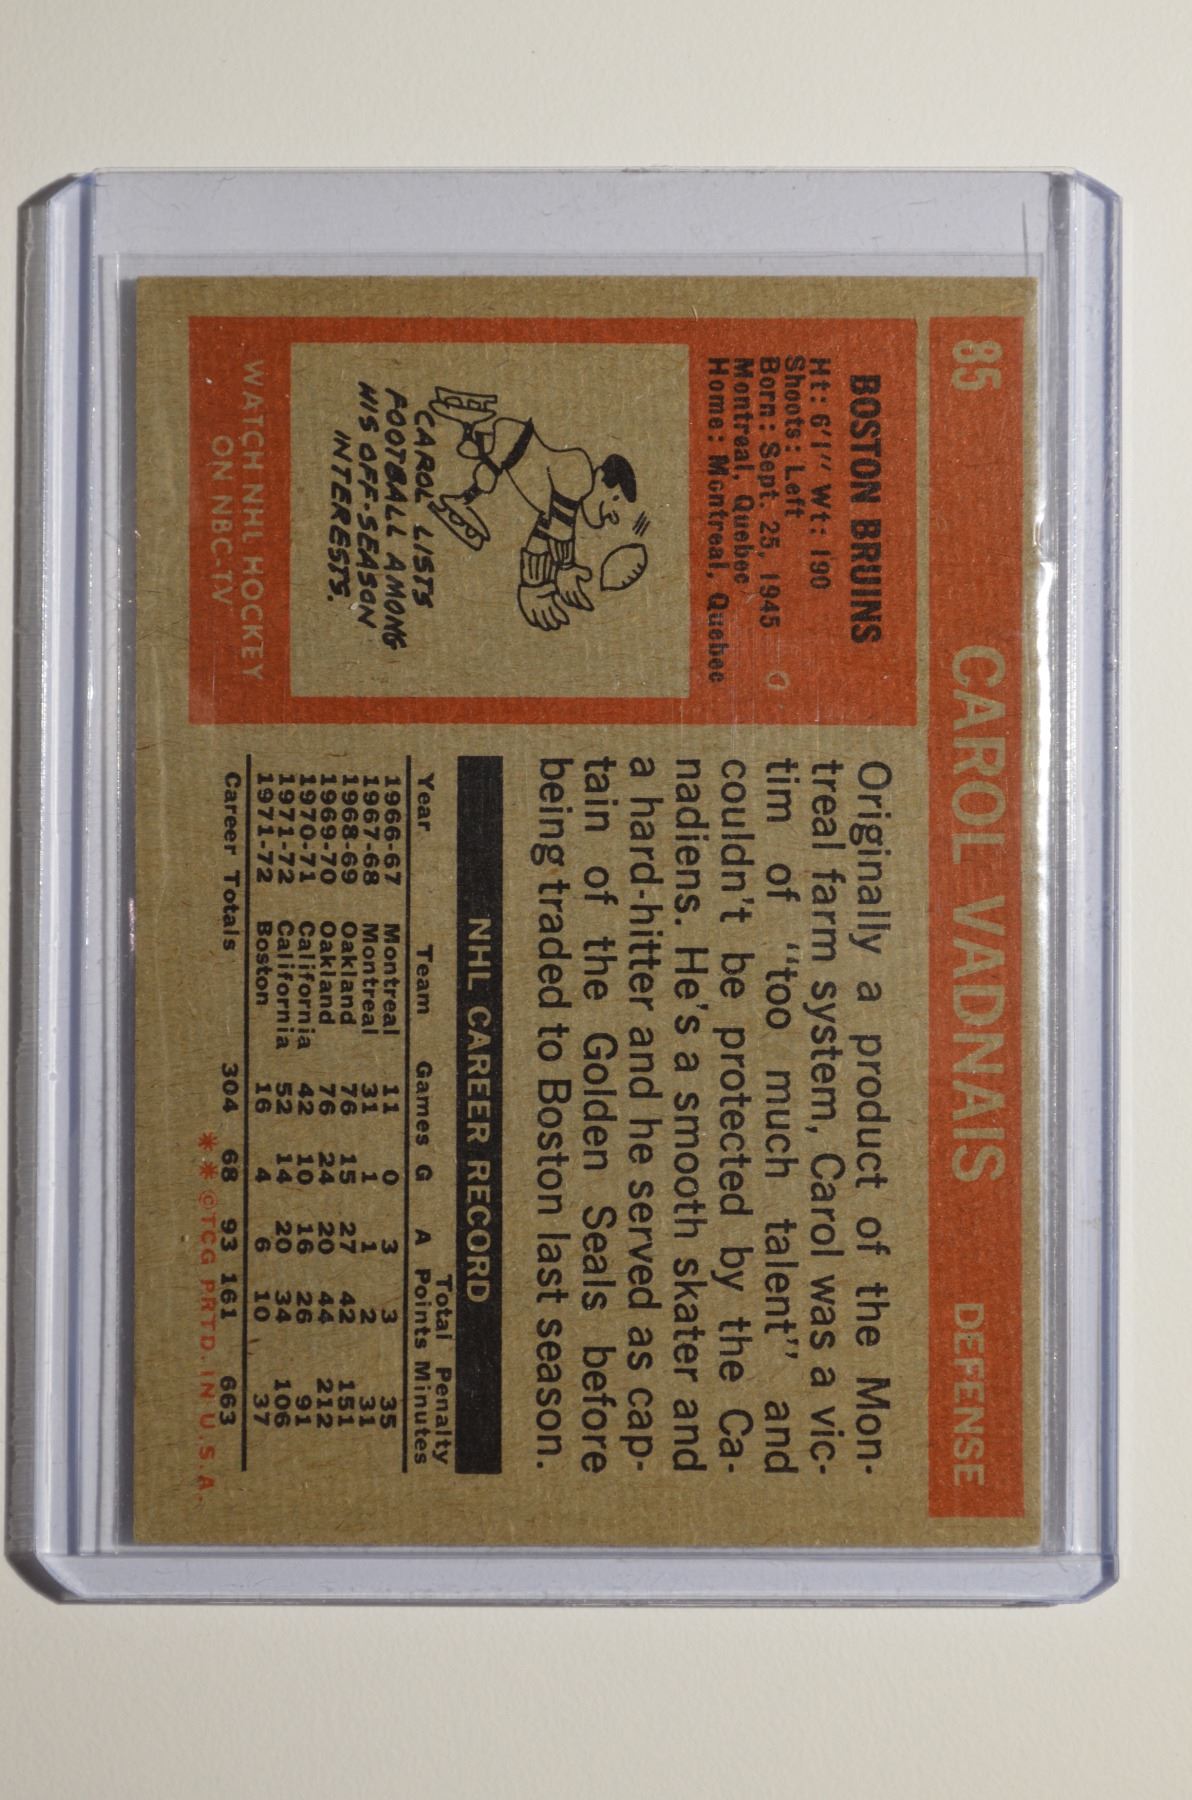 85 CAROL VADNAIS DEFENSE
BOSTON BRUINS
Ht: 6'1" Wt: 190
Shoots: Left
Born: Sept. 25, 1945
Montreal, Quebec
Home: Montreal, Quebec
CAROL LISTS
FOOTBALL AMONG
HIS OFF-SEASON
INTERESTS.
WATCH NHL HOCKEY
ON NBC-TV
Originally a product of the Mon-
treal farm system, Carol was a vic-
tim of "too much talent" and
couldn't be protected by the Ca-
nadiens. He's a smooth skater and
a hard-hitter and he served as cap-
tain of the Golden Seals before
being traded to Boston last season.
NHL CAREER RECORD
Total Penalty
Year Team Games G A Points Minutes
1966-67 Montreal 11 0 3 3 35
1967-68 Montreal 31 1 1 2 31
1968-69 Oakland 76 15 27 42 151
1969-70 Oakland 76 24 20 44 212
1970-71 California 42 10 16 26 91
1971-72 California 52 14 20 34 106
1971-72 Boston 16 4 6 10 37
Career Totals 304 68 93 161 663
**©TCG PRTD. IN U.S.A.